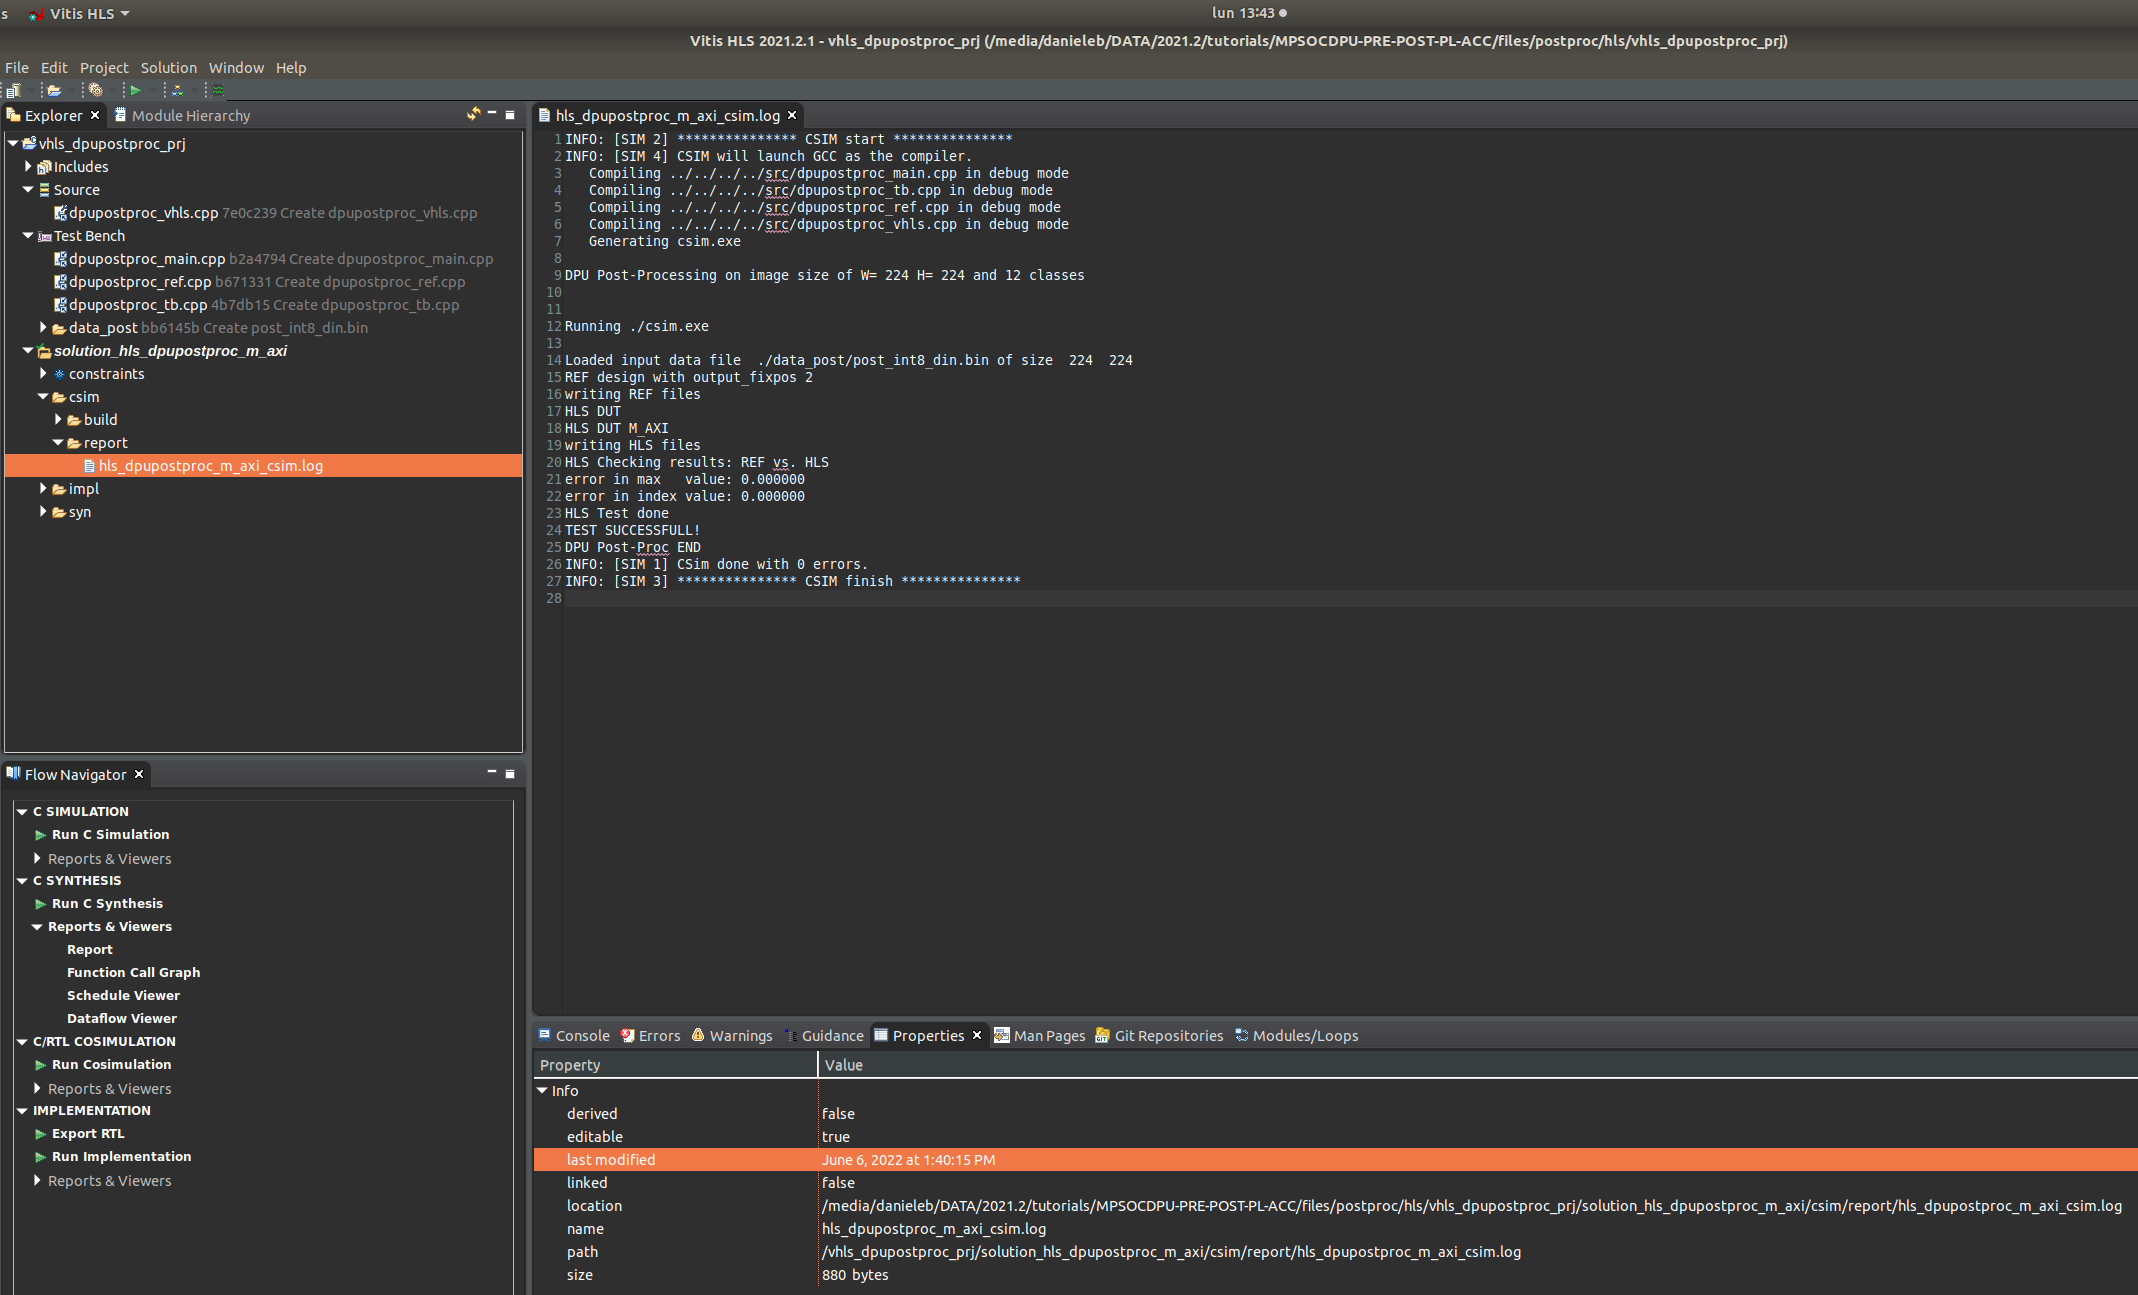 s Vitis HLS lun 13:43
Vitis HLS 2021.2.1 - vhls_dpupostproc_prj (/media/danieleb/DATA/2021.2/tutorials/MPSOCDPU-PRE-POST-PL-ACC/files/postproc/hls/vhls_dpupostproc_prj)
File Edit Project Solution Window Help
Explorer Module Hierarchy
vhls_dpupostproc_prj
Includes
Source
dpupostproc_vhls.cpp 7e0c239 Create dpupostproc_vhls.cpp
Test Bench
dpupostproc_main.cpp b2a4794 Create dpupostproc_main.cpp
dpupostproc_ref.cpp b671331 Create dpupostproc_ref.cpp
dpupostproc_tb.cpp 4b7db15 Create dpupostproc_tb.cpp
data_post bb6145b Create post_int8_din.bin
solution_hls_dpupostproc_m_axi
constraints
csim
build
report
hls_dpupostproc_m_axi_csim.log
impl
syn
hls_dpupostproc_m_axi_csim.log
1 INFO: [SIM 2] *************** CSIM start ***************
2 INFO: [SIM 4] CSIM will launch GCC as the compiler.
3 Compiling ../../../../src/dpupostproc_main.cpp in debug mode
4 Compiling ../../../../src/dpupostproc_tb.cpp in debug mode
5 Compiling ../../../../src/dpupostproc_ref.cpp in debug mode
6 Compiling ../../../../src/dpupostproc_vhls.cpp in debug mode
7 Generating csim.exe
8
9 DPU Post-Processing on image size of W= 224 H= 224 and 12 classes
10
11
12 Running ./csim.exe
13
14 Loaded input data file ./data_post/post_int8_din.bin of size 224 224
15 REF design with output_fixpos 2
16 writing REF files
17 HLS DUT
18 HLS DUT M_AXI
19 writing HLS files
20 HLS Checking results: REF vs. HLS
21 error in max value: 0.000000
22 error in index value: 0.000000
23 HLS Test done
24 TEST SUCCESSFULL!
25 DPU Post-Proc END
26 INFO: [SIM 1] CSim done with 0 errors.
27 INFO: [SIM 3] *************** CSIM finish ***************
28
Flow Navigator
C SIMULATION
Run C Simulation
Reports & Viewers
C SYNTHESIS
Run C Synthesis
Reports & Viewers
Report
Function Call Graph
Schedule Viewer
Dataflow Viewer
C/RTL COSIMULATION
Run Cosimulation
Reports & Viewers
IMPLEMENTATION
Export RTL
Run Implementation
Reports & Viewers
Console Errors Warnings Guidance Properties Man Pages Git Repositories Modules/Loops
Property Value
Info
derived false
editable true
last modified June 6, 2022 at 1:40:15 PM
linked false
location /media/danieleb/DATA/2021.2/tutorials/MPSOCDPU-PRE-POST-PL-ACC/files/postproc/hls/vhls_dpupostproc_prj/solution_hls_dpupostproc_m_axi/csim/report/hls_dpupostproc_m_axi_csim.log
name hls_dpupostproc_m_axi_csim.log
path /vhls_dpupostproc_prj/solution_hls_dpupostproc_m_axi/csim/report/hls_dpupostproc_m_axi_csim.log
size 880 bytes